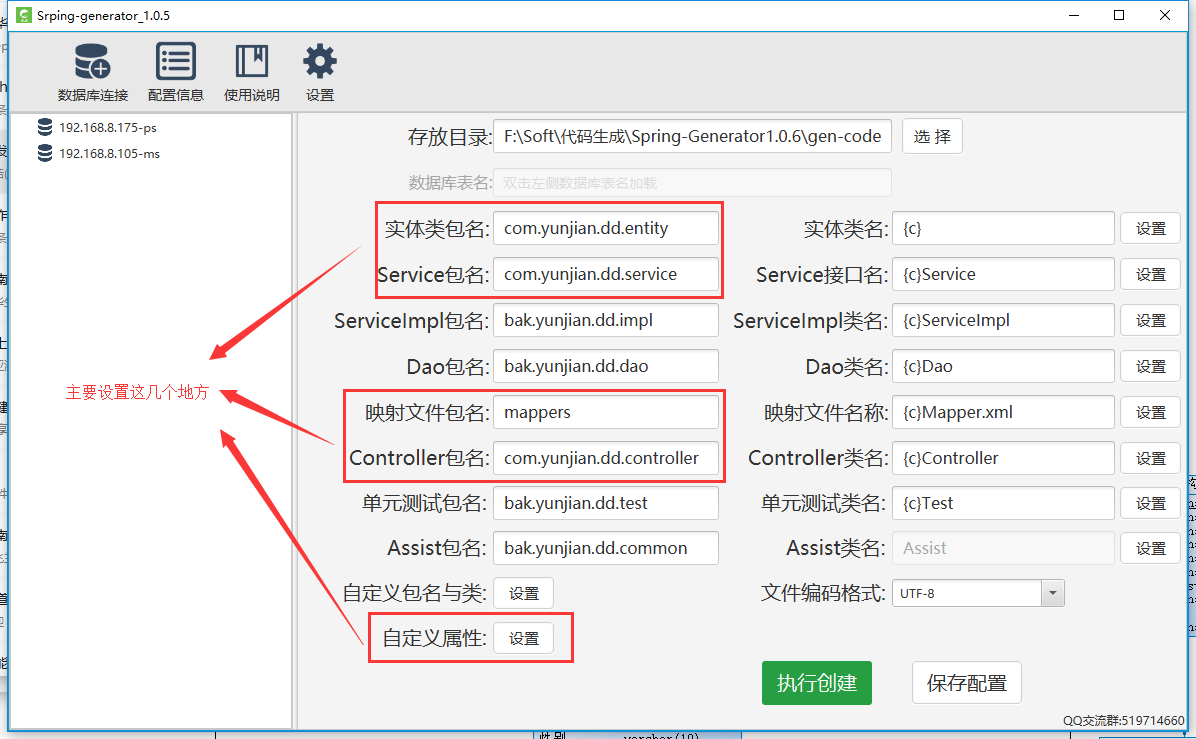 Srping-generator_1.0.5
数据库连接 配置信息 使用说明 设置
192.168.8.175-ps
192.168.8.105-ms
主要设置这几个地方
存放目录: F:\Soft\代码生成\Spring-Generator1.0.6\gen-code 选 择
数据库表名: 双击左侧数据库表名加载
实体类包名: com.yunjian.dd.entity 实体类名: {c} 设置
Service包名: com.yunjian.dd.service Service接口名: {c}Service 设置
ServiceImpl包名: bak.yunjian.dd.impl ServiceImpl类名: {c}ServiceImpl 设置
Dao包名: bak.yunjian.dd.dao Dao类名: {c}Dao 设置
映射文件包名: mappers 映射文件名称: {c}Mapper.xml 设置
Controller包名: com.yunjian.dd.controller Controller类名: {c}Controller 设置
单元测试包名: bak.yunjian.dd.test 单元测试类名: {c}Test 设置
Assist包名: bak.yunjian.dd.common Assist类名: Assist 设置
自定义包名与类: 设置 文件编码格式: UTF-8
自定义属性: 设置
执行创建 保存配置
QQ交流群:519714660